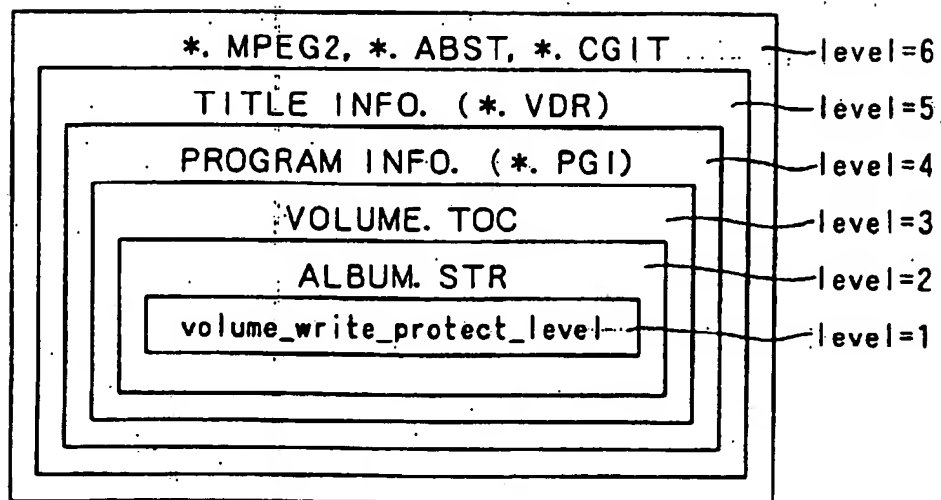 *. MPEG2, *. ABST, *. CGIT level=6
TITLE INFO. (*. VDR) level=5
PROGRAM INFO. (*. PGI) level=4
VOLUME. TOC level=3
ALBUM. STR level=2
volume_write_protect_level level=1